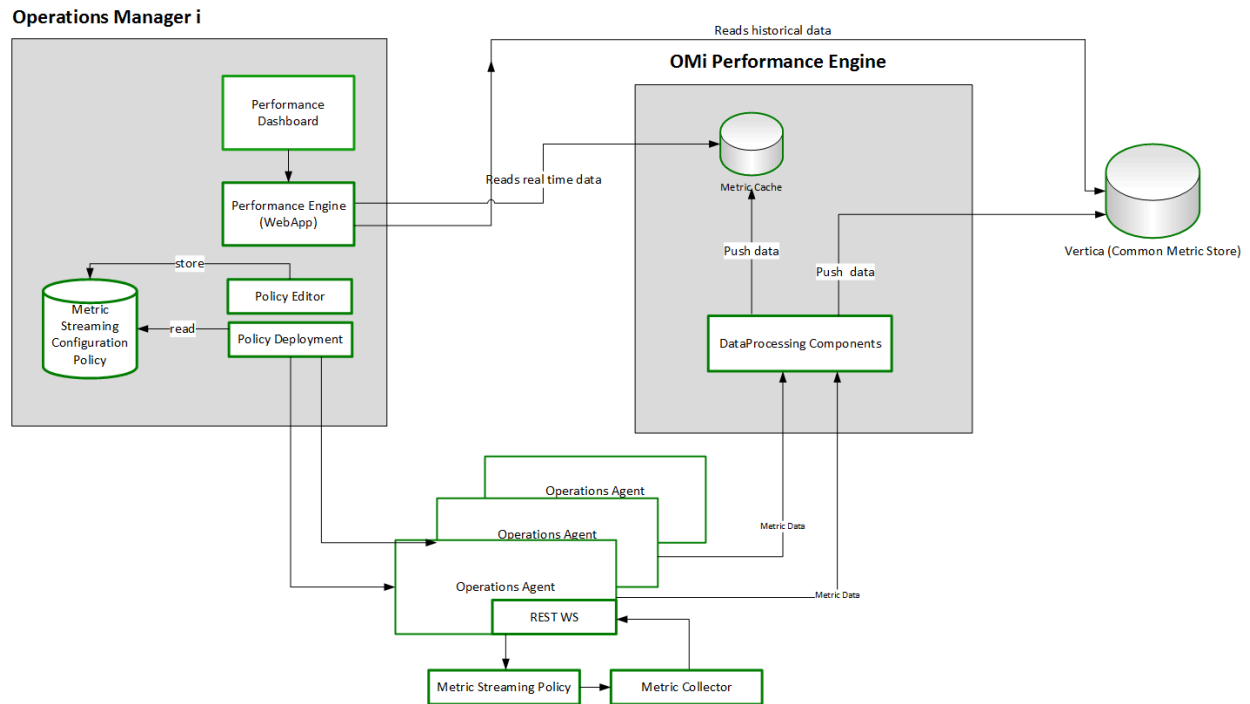 Operations Manager i
Reads historical data
OMi Performance Engine
Performance
Dashboard
Metric Cache
Reads real time data
Performance Engine
(WebApp)
Vertica (Common Metric Store)
Push data
Push data
store
Policy Editor
Metric
Streaming
Configuration
Policy
read
Policy Deployment
DataProcessing Components
Operations Agent
Operations Agent
Operations Agent
Metric Data
Metric Data
REST WS
Metric Streaming Policy
Metric Collector